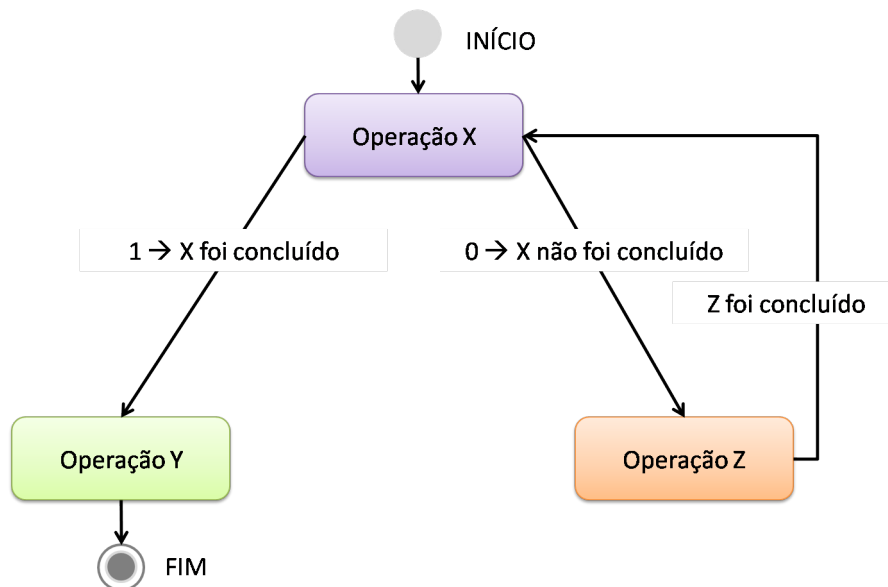 INÍCIO
Operação X
1 → X foi concluído
0 → X não foi concluído
Z foi concluído
Operação Y
Operação Z
FIM